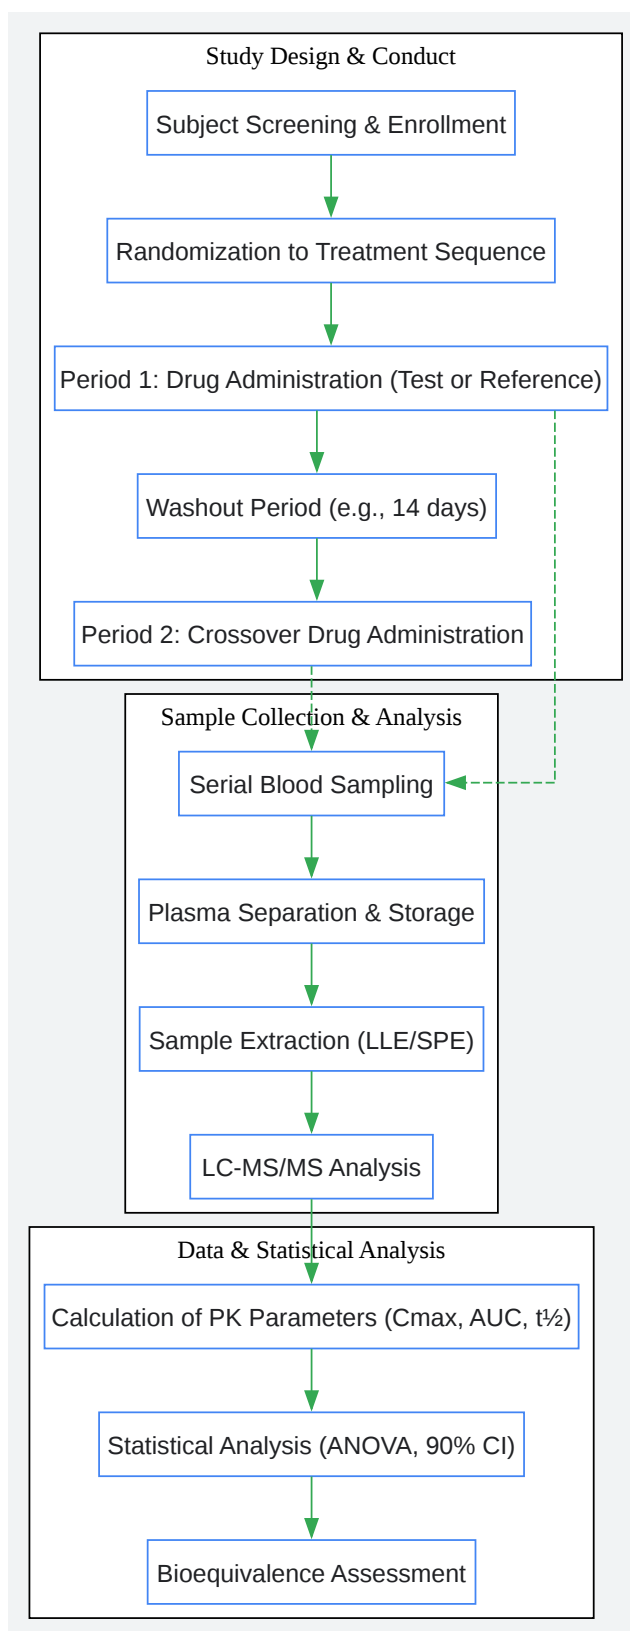 Study Design & Conduct
Subject Screening & Enrollment
Randomization to Treatment Sequence
Period 1: Drug Administration (Test or Reference)
Washout Period (e.g., 14 days)
Period 2: Crossover Drug Administration
Sample Collection & Analysis
Serial Blood Sampling
Plasma Separation & Storage
Sample Extraction (LLE/SPE)
LC-MS/MS Analysis
Data & Statistical Analysis
Calculation of PK Parameters (Cmax, AUC, t½)
Statistical Analysis (ANOVA, 90% CI)
Bioequivalence Assessment